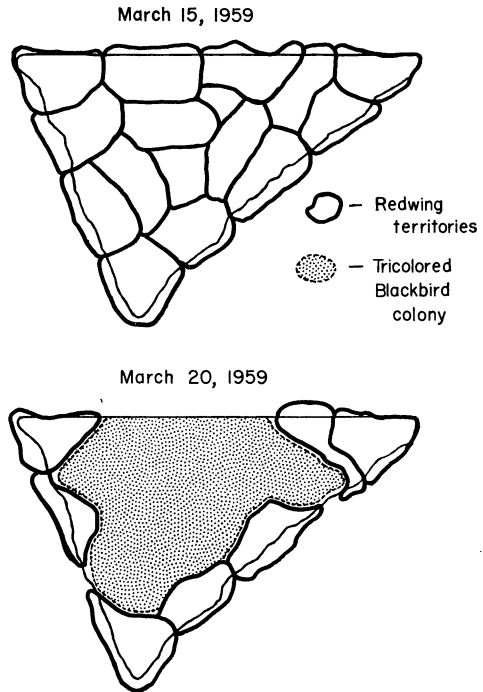 March 15, 1959
– Redwing
territories
– Tricolored
Blackbird
colony
March 20, 1959